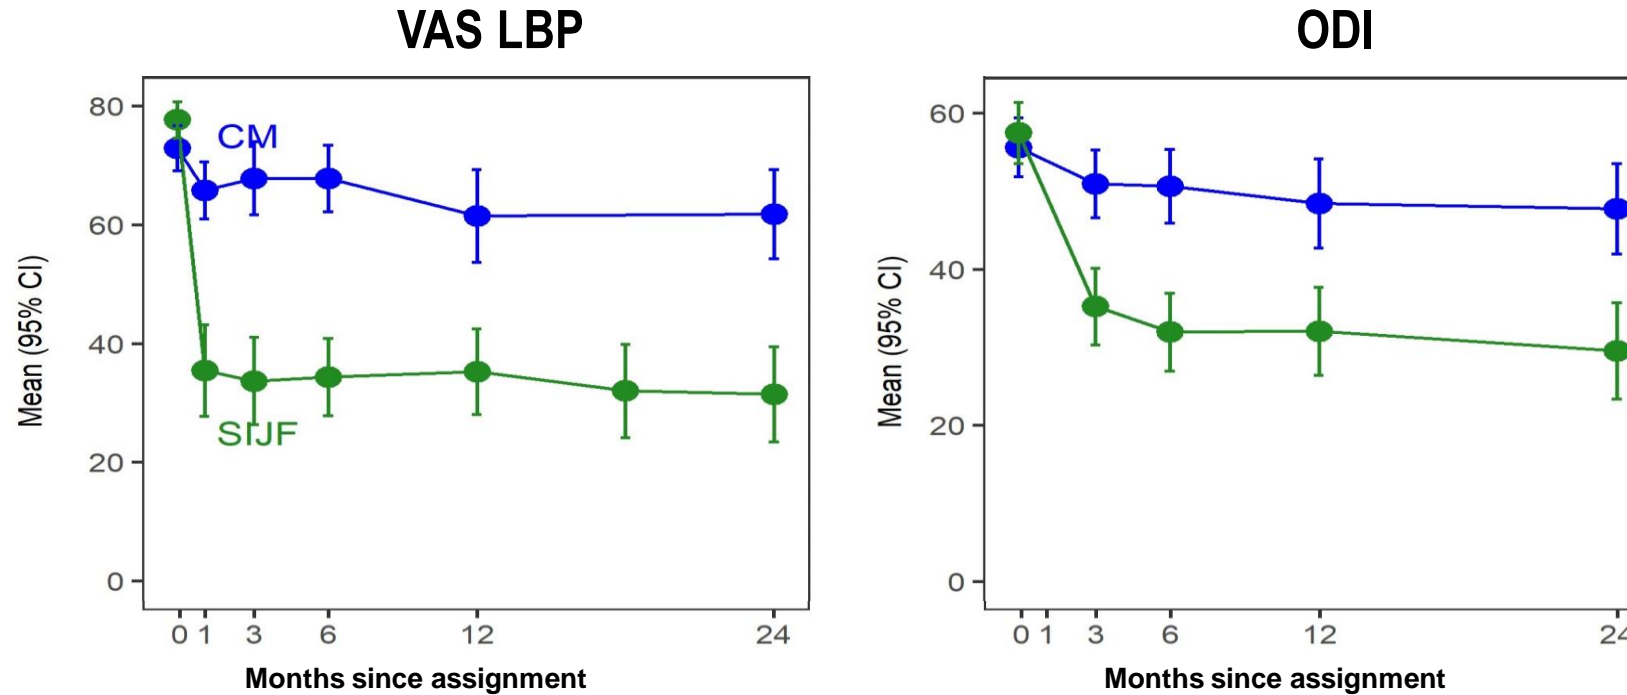 VAS LBP
ODI
Mean (95% CI)
80
60
40
20
0
CM
SIJF
0 1 3 6 12 24
Months since assignment
Mean (95% CI)
60
40
20
0
0 1 3 6 12 24
Months since assignment